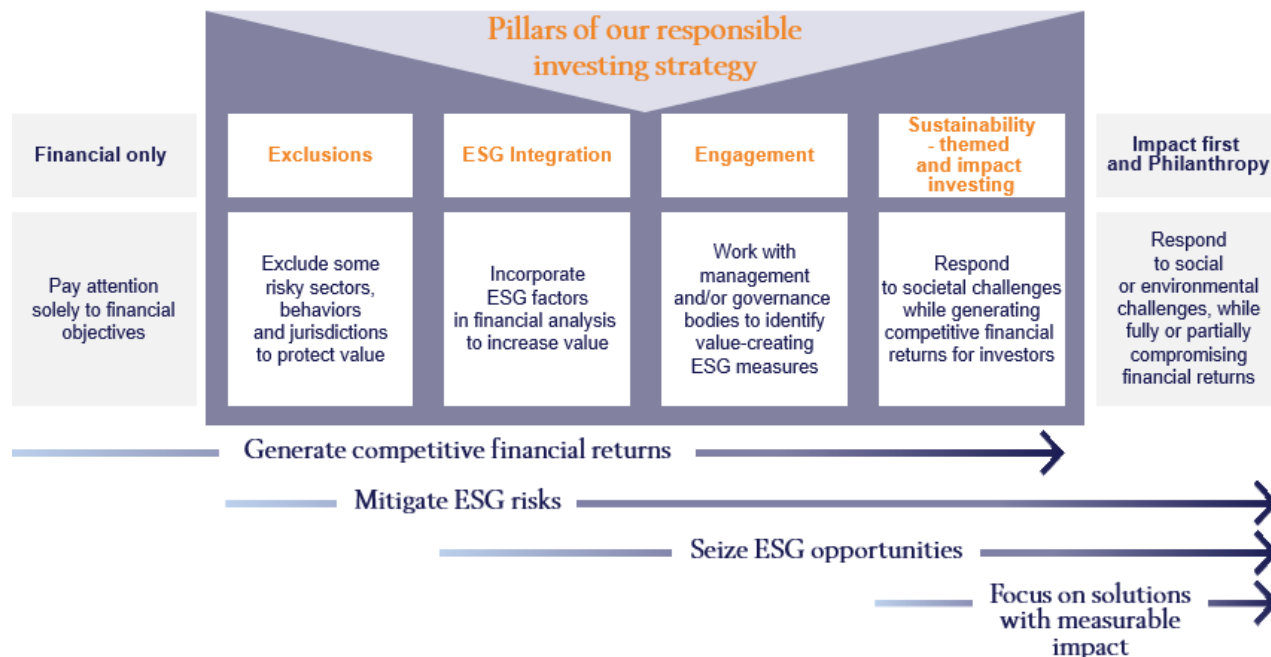 Pillars of our responsible
investing strategy
Financial only
Exclusions
ESG Integration
Engagement
Sustainability
- themed
and impact
investing
Impact first
and Philanthropy
Pay attention
solely to financial
objectives
Exclude some
risky sectors,
behaviors
and jurisdictions
to protect value
Incorporate
ESG factors
in financial analysis
to increase value
Work with
management
and/or governance
bodies to identify
value-creating
ESG measures
Respond
to societal challenges
while generating
competitive financial
returns for investors
Respond
to social
or environmental
challenges, while
fully or partially
compromising
financial returns
Generate competitive financial returns
Mitigate ESG risks
Seize ESG opportunities
Focus on solutions
with measurable
impact